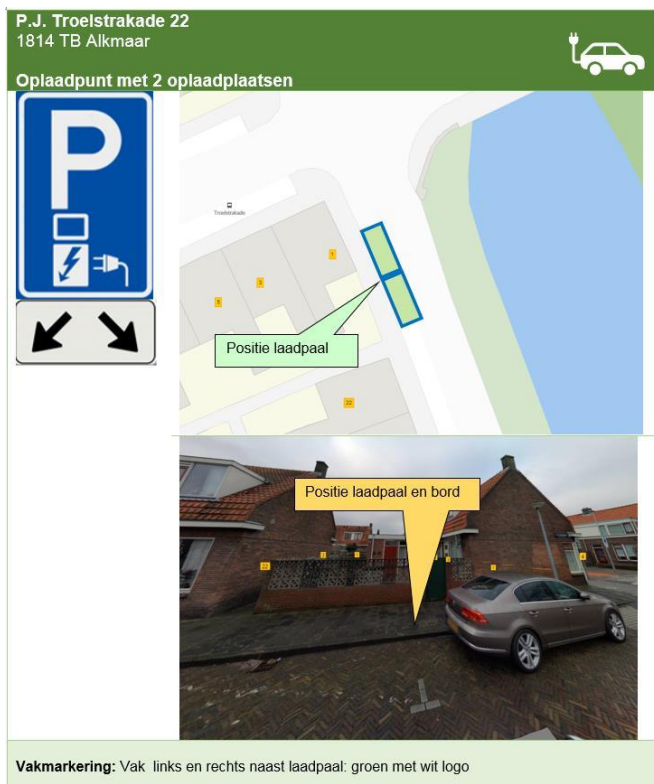 P.J. Troelstrakade 22
1814 TB Alkmaar
Oplaadpunt met 2 oplaadplaatsen
P
Troelstrakade
1
3
5
Positie laadpaal
22
Positie laadpaal en bord
Vakmarkering: Vak links en rechts naast laadpaal: groen met wit logo